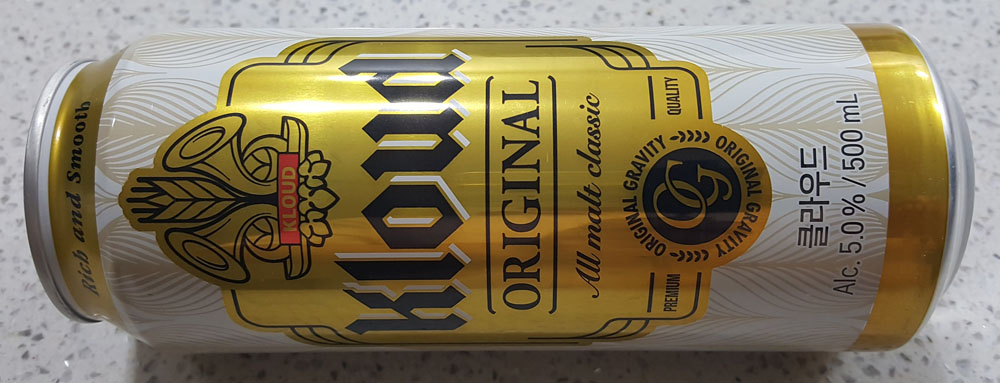 Rich and Smooth
KLOUD
Kloud
ORIGINAL
All malt classic
PREMIUM
QUALITY
ORIGINAL GRAVITY
OG
ORIGINAL GRAVITY
클라우드
Alc. 5.0% / 500 mL